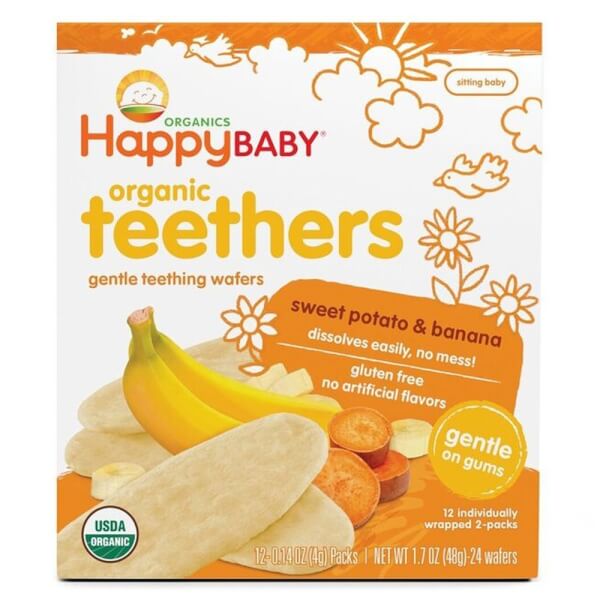 sitting baby
ORGANICS
HappyBABY®
organic
teethers
gentle teething wafers
sweet potato & banana
dissolves easily, no mess!
gluten free
no artificial flavors
gentle
on gums
12 individually
wrapped 2-packs
USDA
ORGANIC
12-0.14 OZ (4g) Packs | NET WT 1.7 OZ (48g)-24 wafers